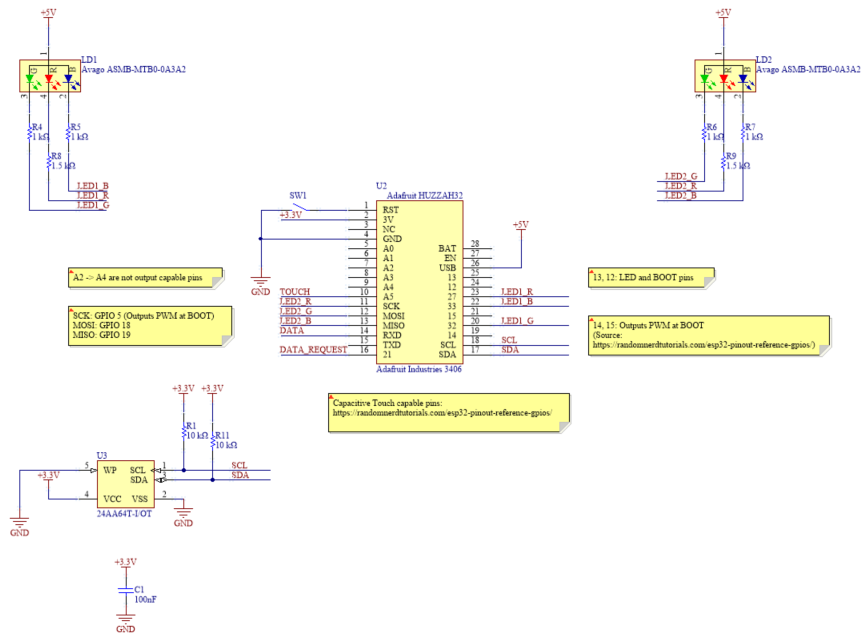 +5V
+5V
LD1
Avago ASMB-MTB0-0A3A2
G R B
1
3 4 2
R4
1 kΩ
R5
1 kΩ
R8
1.5 kΩ
LED1_B
LED1_R
LED1_G
LD2
Avago ASMB-MTB0-0A3A2
G R B
1
3 4 2
R6
1 kΩ
R7
1 kΩ
R9
1.5 kΩ
LED2_G
LED2_R
LED2_B
U2
Adafruit HUZZAH32
SW1
+3.3V
+5V
GND
1 RST
2 3V
3 NC
4 GND
5 A0
6 A1
7 A2
8 A3
9 A4
TOUCH 10 A5
LED2_R 11 SCK
LED2_G 12 MOSI
LED2_B 13 MISO
DATA 14 RXD
15 TXD
DATA_REQUEST 16 21
BAT 28
EN 27
USB 26
13 25
12 24
27 23 LED1_R
33 22 LED1_B
15 21
32 20 LED1_G
14 19
SCL 18 SCL
SDA 17 SDA
Adafruit Industries 3406
A2 -> A4 are not output capable pins
SCK: GPIO 5 (Outputs PWM at BOOT)
MOSI: GPIO 18
MISO: GPIO 19
13, 12: LED and BOOT pins
14, 15: Outputs PWM at BOOT
(Source:
https://randomnerdtutorials.com/esp32-pinout-reference-gpios/)
Capacitive Touch capable pins:
https://randomnerdtutorials.com/esp32-pinout-reference-gpios/
+3.3V +3.3V
R1
10 kΩ
R11
10 kΩ
U3
5 WP SCL 1 SCL
SDA 3 SDA
+3.3V
4 VCC VSS 2
24AA64T-I/OT
GND
GND
+3.3V
C1
100nF
GND